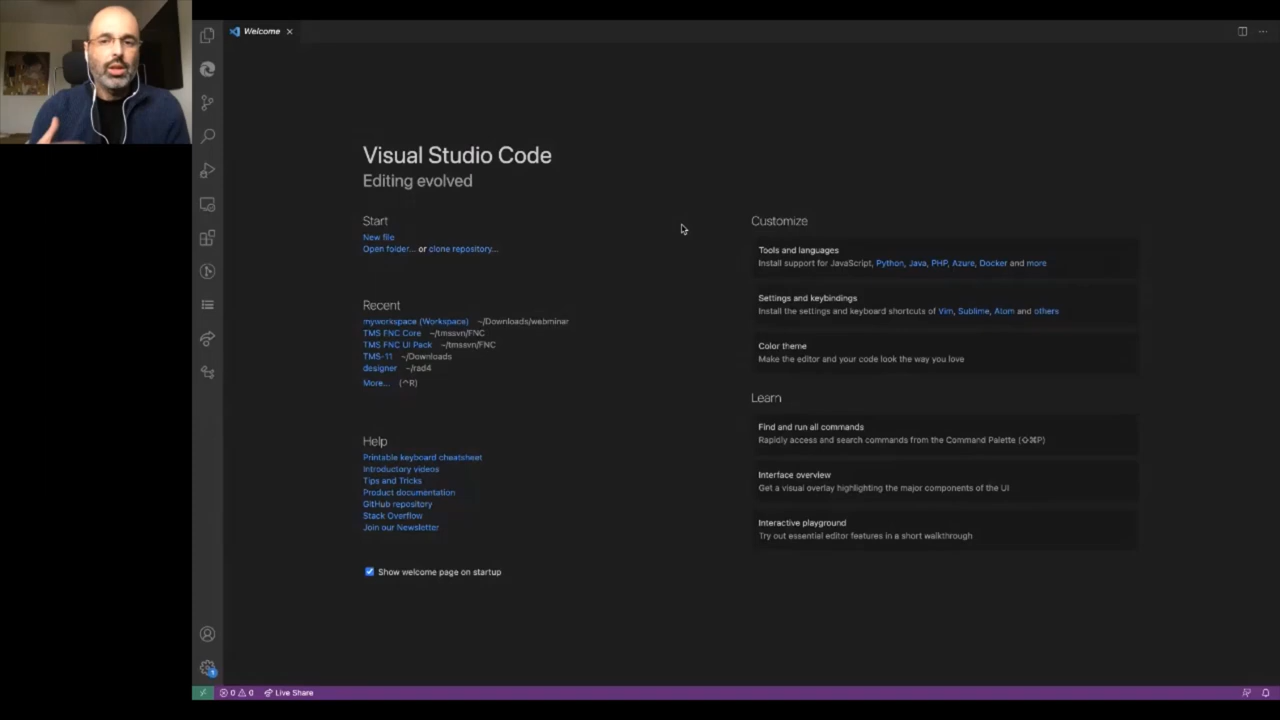 Welcome
Visual Studio Code
Editing evolved
Start
New file
Open folder... or clone repository...
Recent
myworkspace (Workspace) ~/Downloads/webminar
TMS FNC Core ~/tmssvn/FNC
TMS FNC UI Pack ~/tmssvn/FNC
TMS-11 ~/Downloads
designer ~/rad4
More... (^R)
Help
Printable keyboard cheatsheet
Introductory videos
Tips and Tricks
Product documentation
GitHub repository
Stack Overflow
Join our Newsletter
Show welcome page on startup
Customize
Tools and languages
Install support for JavaScript, Python, Java, PHP, Azure, Docker and more
Settings and keybindings
Install the settings and keyboard shortcuts of Vim, Sublime, Atom and others
Color theme
Make the editor and your code look the way you love
Learn
Find and run all commands
Rapidly access and search commands from the Command Palette (⇧⌘P)
Interface overview
Get a visual overlay highlighting the major components of the UI
Interactive playground
Try out essential editor features in a short walkthrough
1
0 0 Live Share